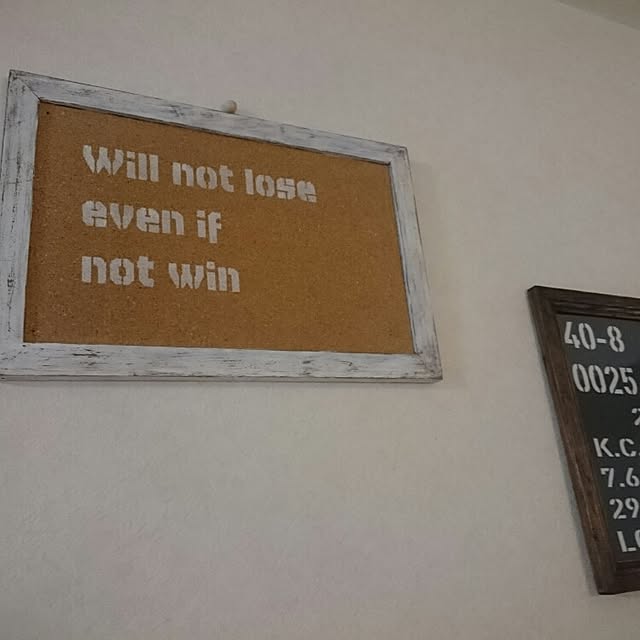 Will not lose
even if
not win
40-8
0025
K.C.
7.6
29